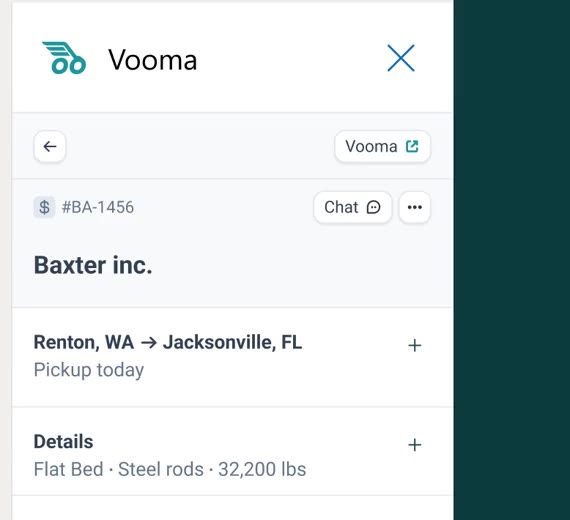 Vooma
Vooma
$ #BA-1456
Chat
Baxter inc.
Renton, WA → Jacksonville, FL
Pickup today
Details
Flat Bed · Steel rods · 32,200 lbs